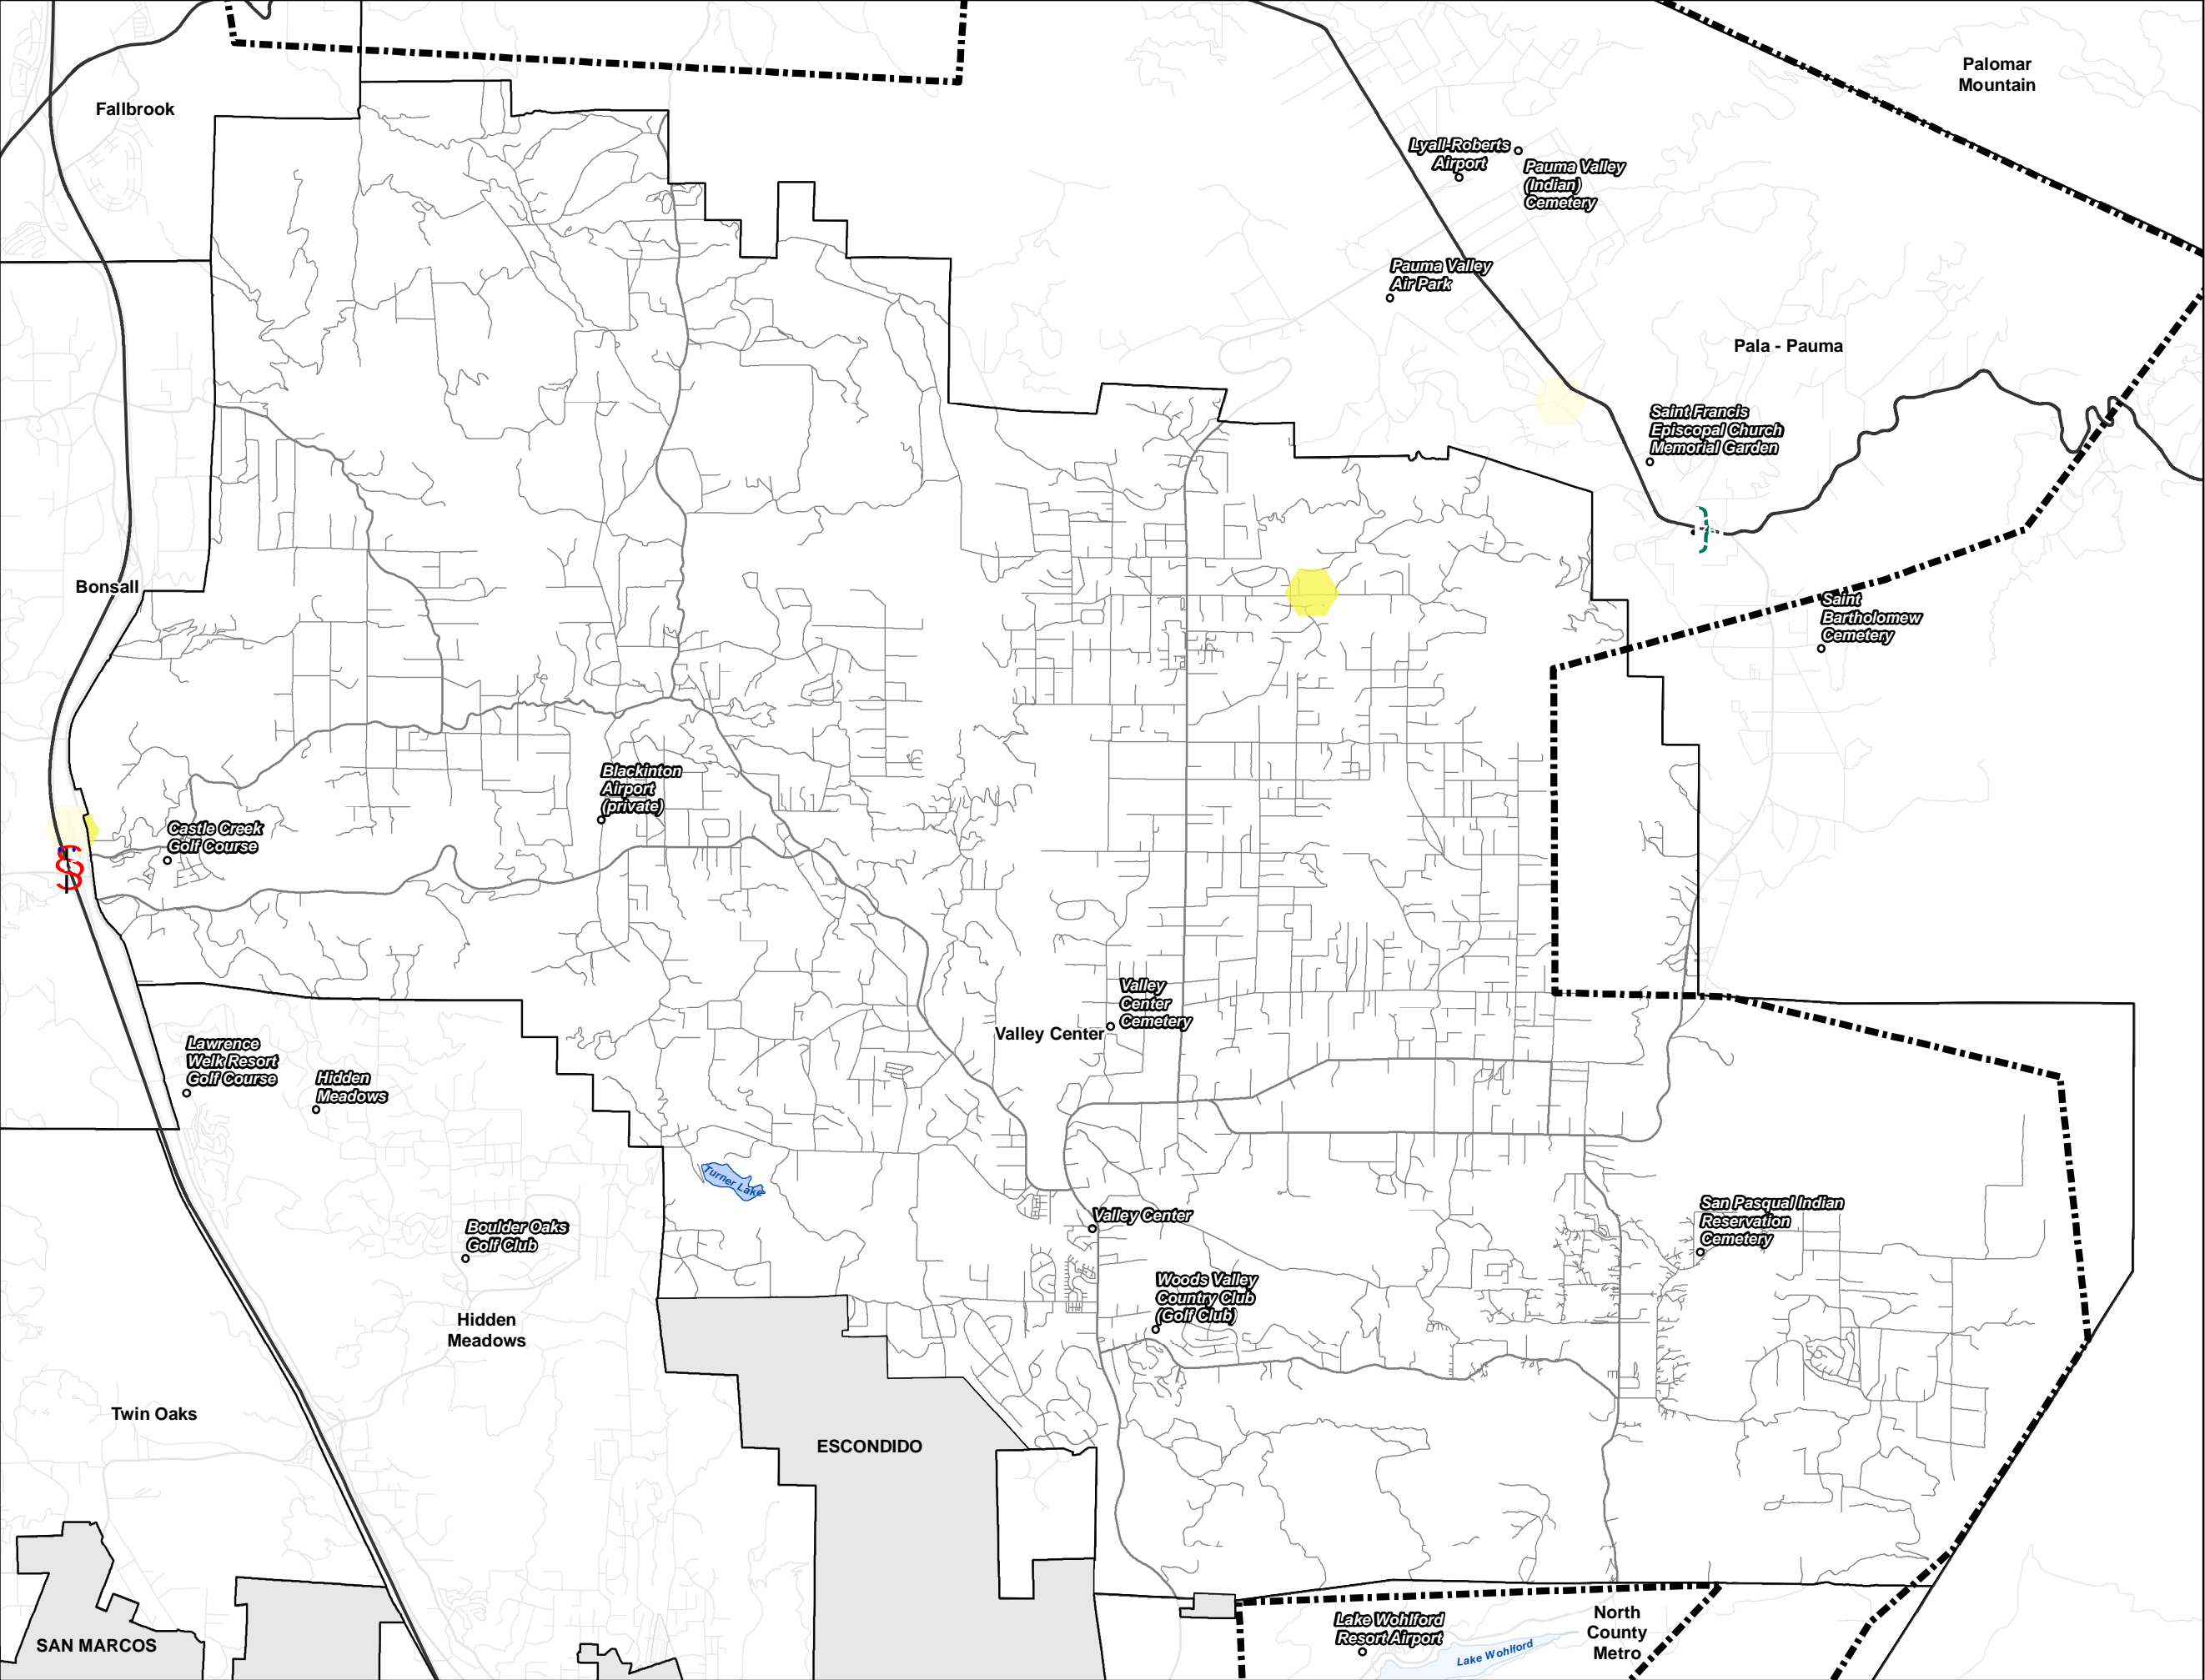 Palomar
Mountain
Fallbrook
Lyall-Roberts
Airport
Pauma Valley
(Indian)
Cemetery
Pauma Valley
Air Park
Pala - Pauma
Saint Francis
Episcopal Church
Memorial Garden
Bonsall
Saint
Bartholomew
Cemetery
Blackinton
Airport
(private)
Castle Creek
Golf Course
Valley
Center
Cemetery
Valley Center
Lawrence
Welk Resort
Golf Course
Hidden
Meadows
Turner Lake
Valley Center
San Pasqual Indian
Reservation
Cemetery
Boulder Oaks
Golf Club
Woods Valley
Country Club
(Golf Club)
Hidden
Meadows
Twin Oaks
ESCONDIDO
SAN MARCOS
Lake Wohlford
Resort Airport
Lake Wohlford
North
County
Metro